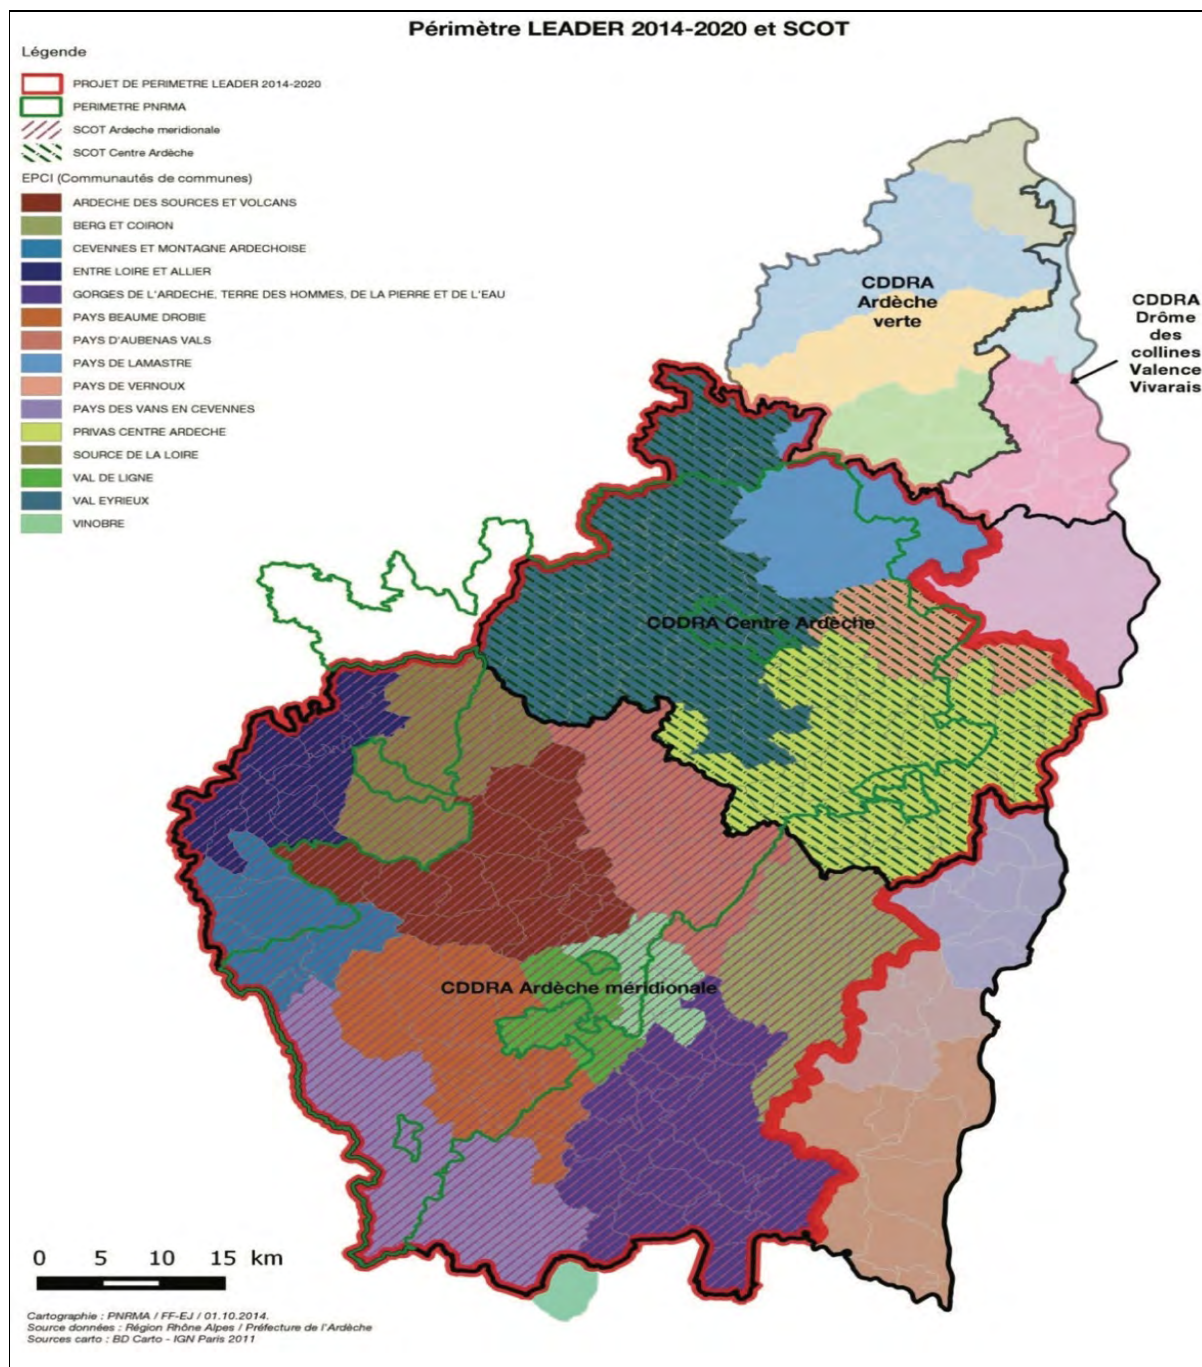 Périmètre LEADER 2014-2020 et SCOT
Légende
PROJET DE PERIMETRE LEADER 2014-2020
PERIMETRE PNRMA
SCOT Ardeche meridionale
SCOT Centre Ardèche
EPCI (Communautés de communes)
ARDECHE DES SOURCES ET VOLCANS
BERG ET COIRON
CEVENNES ET MONTAGNE ARDECHOISE
ENTRE LOIRE ET ALLIER
GORGES DE L'ARDECHE, TERRE DES HOMMES, DE LA PIERRE ET DE L'EAU
PAYS BEAUME DROBIE
PAYS D'AUBENAS VALS
PAYS DE LAMASTRE
PAYS DE VERNOUX
PAYS DES VANS EN CEVENNES
PRIVAS CENTRE ARDECHE
SOURCE DE LA LOIRE
VAL DE LIGNE
VAL EYRIEUX
VINOBRE
CDDRA
Ardèche
verte
CDDRA
Drôme
des
collines
Valence
Vivarais
CDDRA Centre Ardèche
CDDRA Ardèche méridionale
0 5 10 15 km
Cartographie : PNRMA / FF-EJ / 01.10.2014.
Source données : Région Rhône Alpes / Préfecture de l'Ardèche
Sources carto : BD Carto - IGN Paris 2011